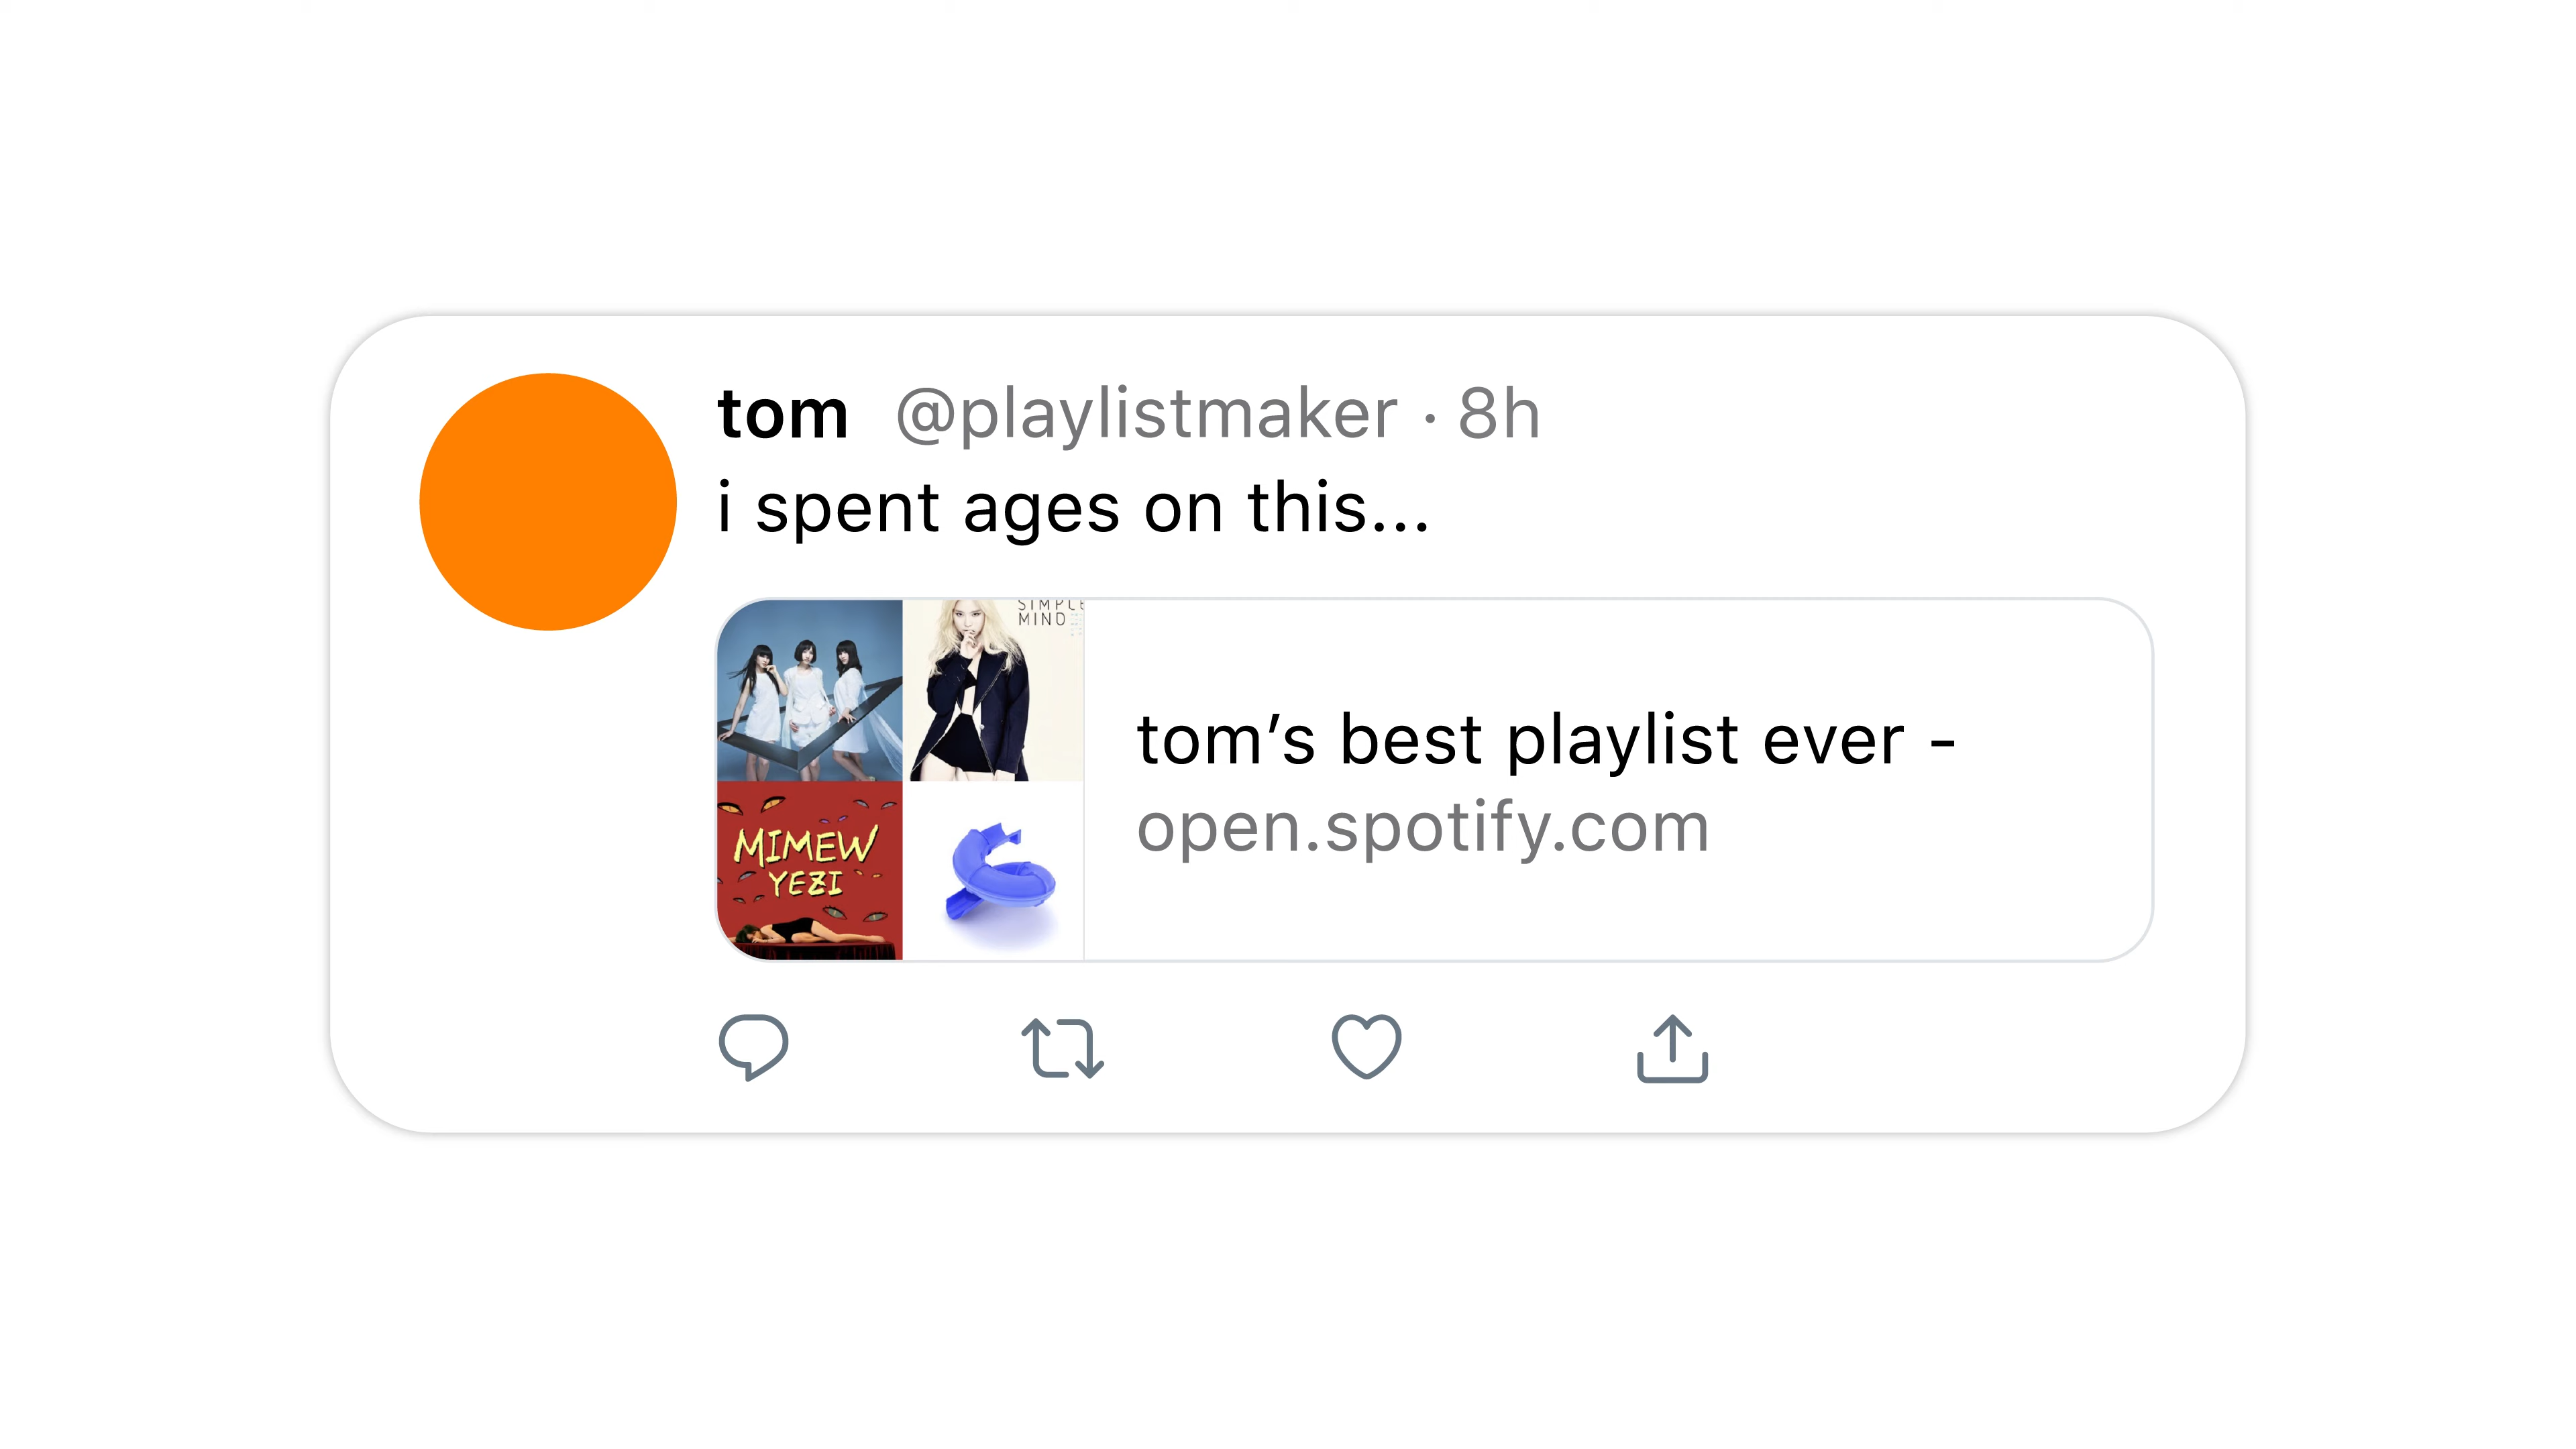 tom @playlistmaker · 8h
i spent ages on this...
SIMPLE
MIND
tom’s best playlist ever -
open.spotify.com
MIMEW
YEZI